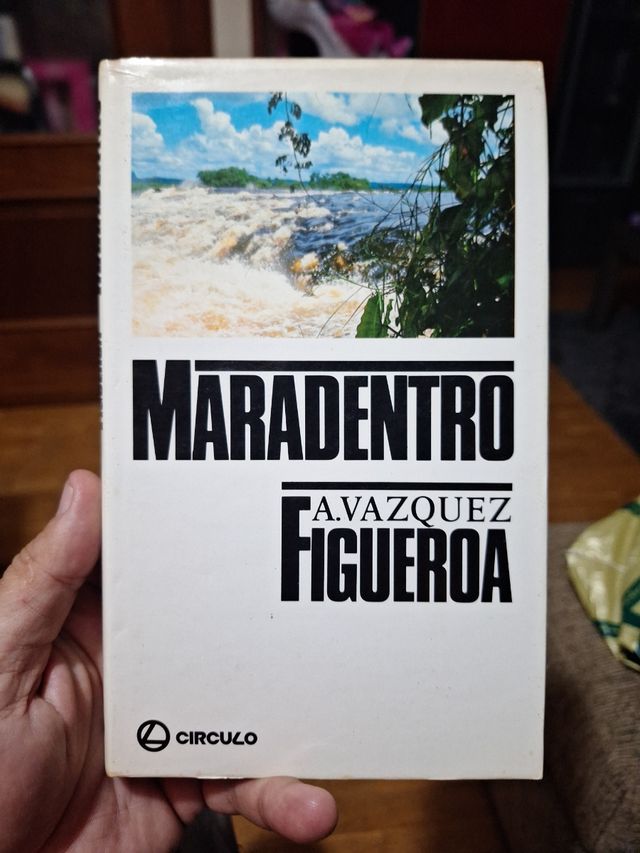 MARADENTRO
A. VAZQUEZ
FIGUEROA
CIRCULO